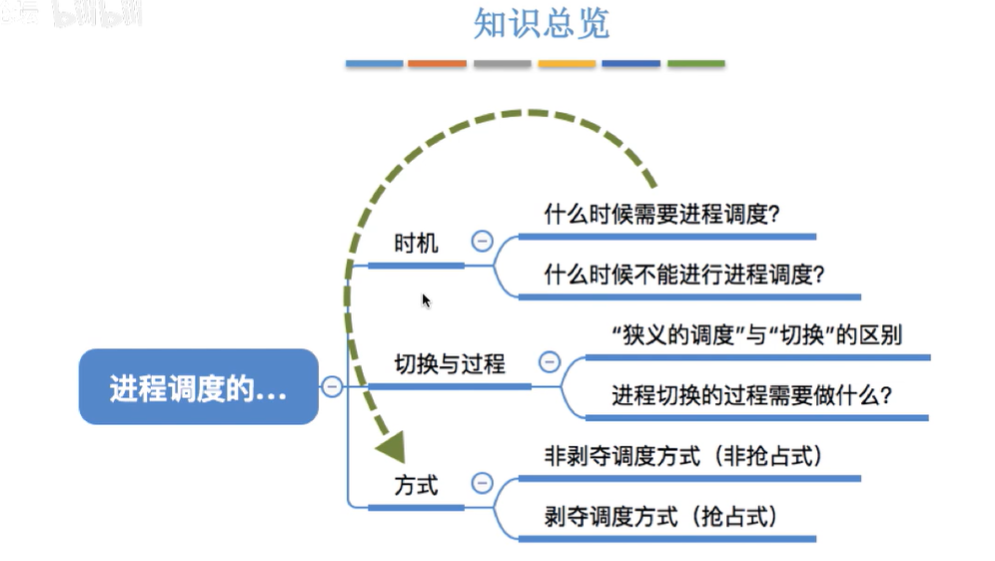 bilibili
知识总览
什么时候需要进程调度？
时机
什么时候不能进行进程调度？
“狭义的调度”与“切换”的区别
切换与过程
进程调度的...
进程切换的过程需要做什么？
非剥夺调度方式（非抢占式）
方式
剥夺调度方式（抢占式）